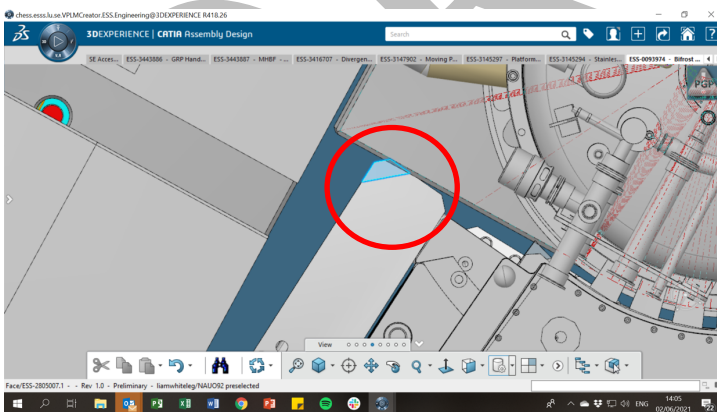 chess.esss.lu.se.VPLMCreator.ESS.Engineering@3DEXPERIENCE R418.26
3DEXPERIENCE | CATIA Assembly Design
Search
SE Acces... ESS-3443886 - GRP Hand... ESS-3443887 - MHBF - ... ESS-3416707 - Divergen... ESS-3147902 - Moving P... ESS-3145297 - Platform... ESS-3145294 - Stainles... ESS-0093974 - Bifrost ...
PGP
View
Face/ESS-2805007.1 - - Rev 1.0 - Preliminary - liamwhiteleg/NAUO92 preselected
ENG
14:05
02/06/2021